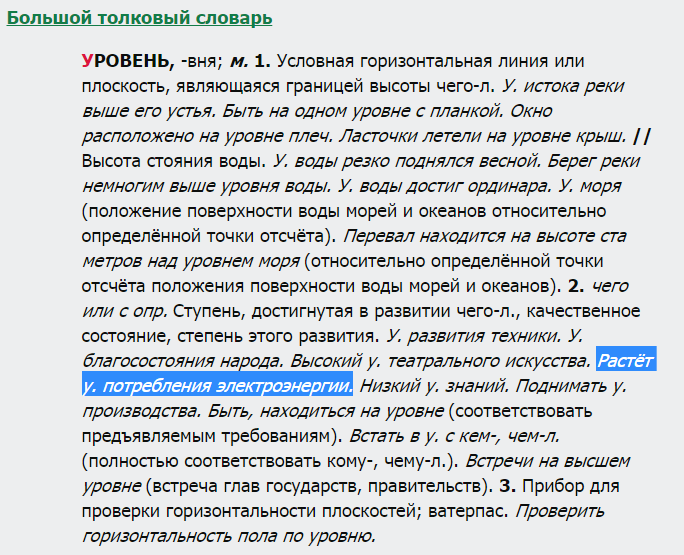 Большой толковый словарь
УРОВЕНЬ, -вня; м. 1. Условная горизонтальная линия или
плоскость, являющаяся границей высоты чего-л. У. истока реки
выше его устья. Быть на одном уровне с планкой. Окно
расположено на уровне плеч. Ласточки летели на уровне крыш. //
Высота стояния воды. У. воды резко поднялся весной. Берег реки
немногим выше уровня воды. У. воды достиг ординара. У. моря
(положение поверхности воды морей и океанов относительно
определённой точки отсчёта). Перевал находится на высоте ста
метров над уровнем моря (относительно определённой точки
отсчёта положения поверхности воды морей и океанов). 2. чего
или с опр. Ступень, достигнутая в развитии чего-л., качественное
состояние, степень этого развития. У. развития техники. У.
благосостояния народа. Высокий у. театрального искусства. Растёт
у. потребления электроэнергии. Низкий у. знаний. Поднимать у.
производства. Быть, находиться на уровне (соответствовать
предъявляемым требованиям). Встать в у. с кем-, чем-л.
(полностью соответствовать кому-, чему-л.). Встречи на высшем
уровне (встреча глав государств, правительств). 3. Прибор для
проверки горизонтальности плоскостей; ватерпас. Проверить
горизонтальность пола по уровню.